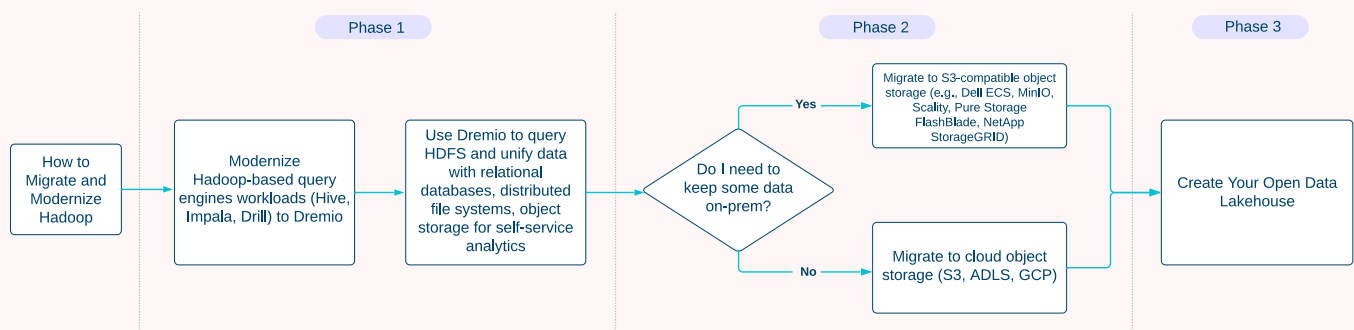 Phase 1
Phase 2
Phase 3
How to
Migrate and
Modernize
Hadoop
Modernize
Hadoop-based query
engines workloads (Hive,
Impala, Drill) to Dremio
Use Dremio to query
HDFS and unify data
with relational
databases, distributed
file systems, object
storage for self-service
analytics
Do I need to
keep some data
on-prem?
Yes
Migrate to S3-compatible object
storage (e.g., Dell ECS, MinIO,
Scality, Pure Storage
FlashBlade, NetApp
StorageGRID)
No
Migrate to cloud object
storage (S3, ADLS, GCP)
Create Your Open Data
Lakehouse